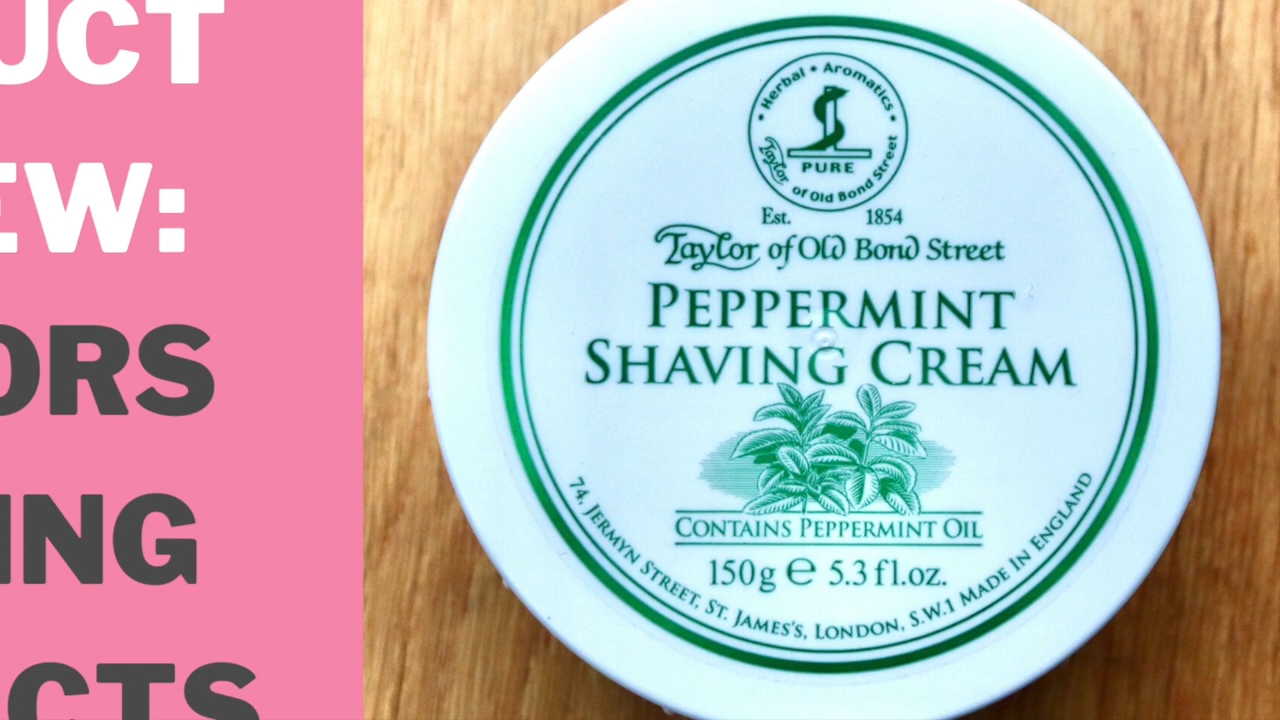 UCT
EW:
ORS
ING
CTS
• Herbal • Aromatics •
PURE
Taylor of Old Bond Street
Est. 1854
Taylor of Old Bond Street
PEPPERMINT
SHAVING CREAM
CONTAINS PEPPERMINT OIL
150g ℮ 5.3 fl.oz.
74, JERMYN STREET, ST. JAMES'S, LONDON, S.W.1 MADE IN ENGLAND